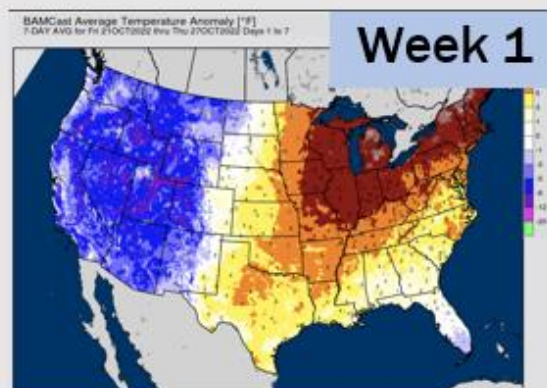 BAMCast Average Temperature Anomaly [°F]
7-DAY AVG for Fri 21OCT2022 thru Thu 27OCT2022 Days 1 to 7
Week 1